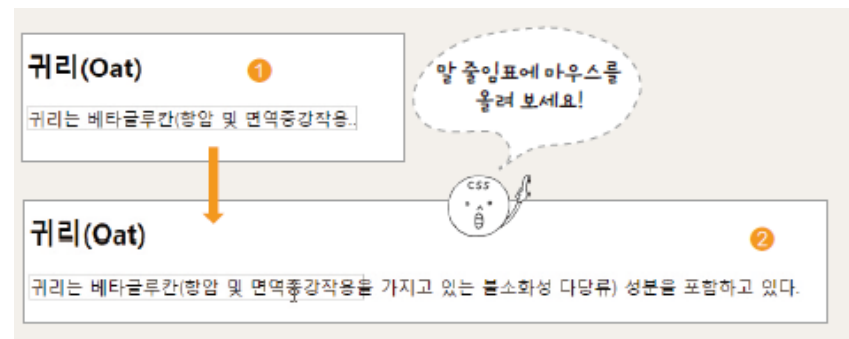 귀리(Oat)
1
귀리는 베타글루칸(항암 및 면역증강작용..
말 줄임표에 마우스를
올려 보세요!
CSS
귀리(Oat)
2
귀리는 베타글루칸(항암 및 면역증강작용을 가지고 있는 불소화성 다당류) 성분을 포함하고 있다.